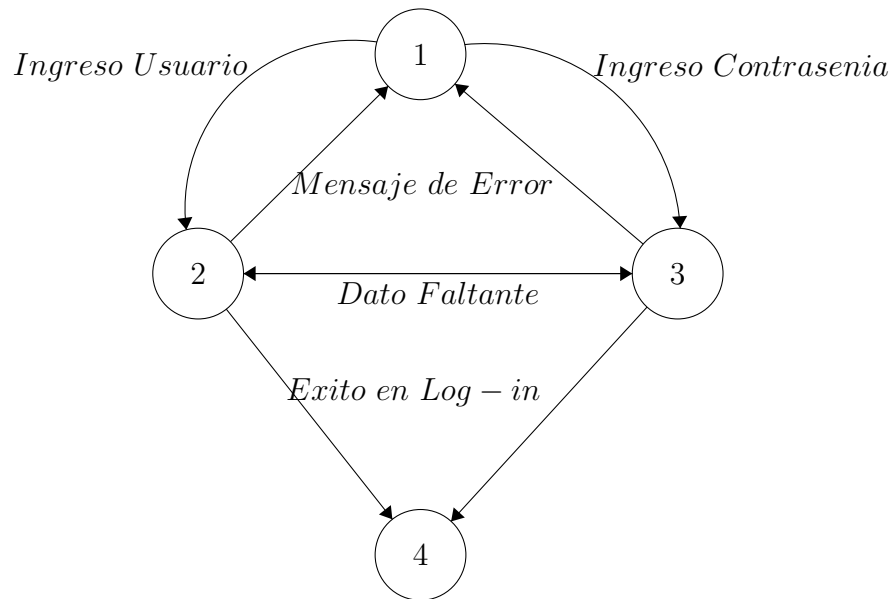 1
Ingreso Usuario
Ingreso Contrasenia
Mensaje de Error
2
3
Dato Faltante
Exito en Log − in
4